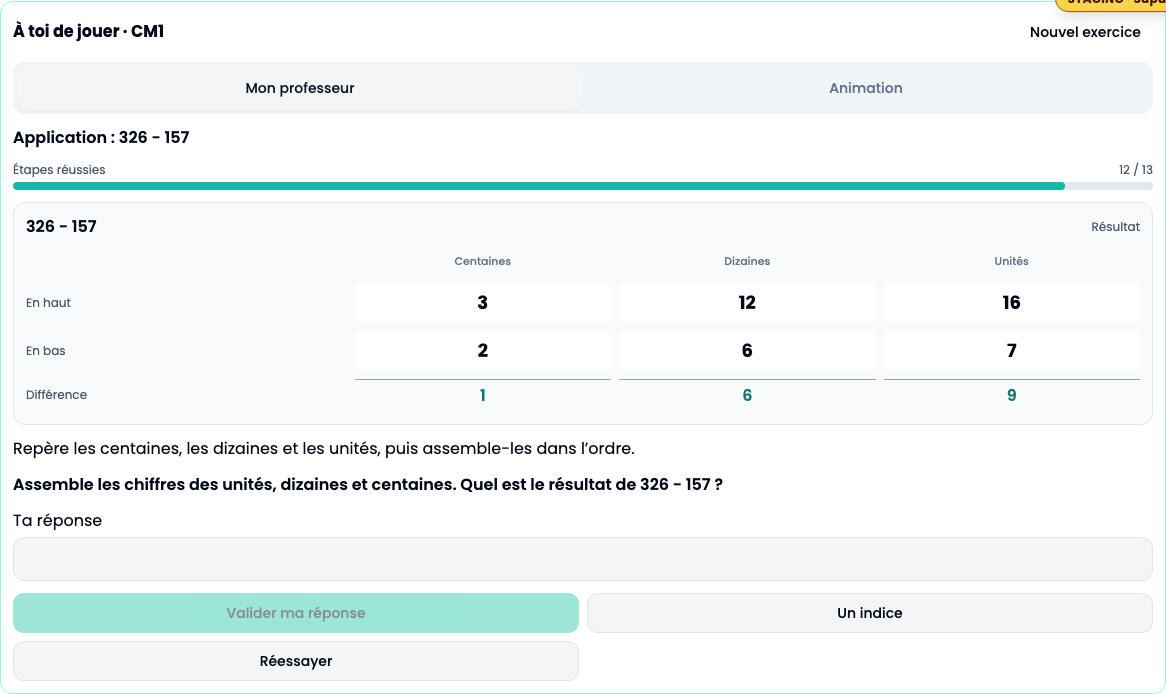 À toi de jouer · CM1
Nouvel exercice
Mon professeur
Animation
Application : 326 - 157
Étapes réussies
12 / 13
326 - 157
Résultat
Centaines Dizaines Unités
En haut 3 12 16
En bas 2 6 7
Différence 1 6 9
Repère les centaines, les dizaines et les unités, puis assemble-les dans l’ordre.
Assemble les chiffres des unités, dizaines et centaines. Quel est le résultat de 326 - 157 ?
Ta réponse
Valider ma réponse
Un indice
Réessayer